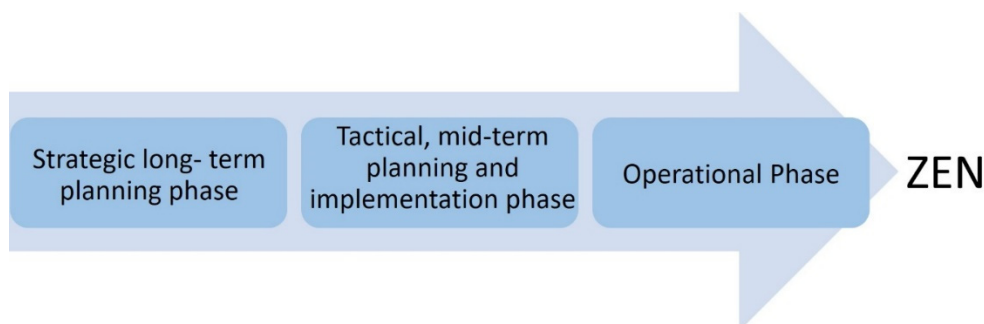 Strategic long- term
planning phase
Tactical, mid-term
planning and
implementation phase
Operational Phase
ZEN